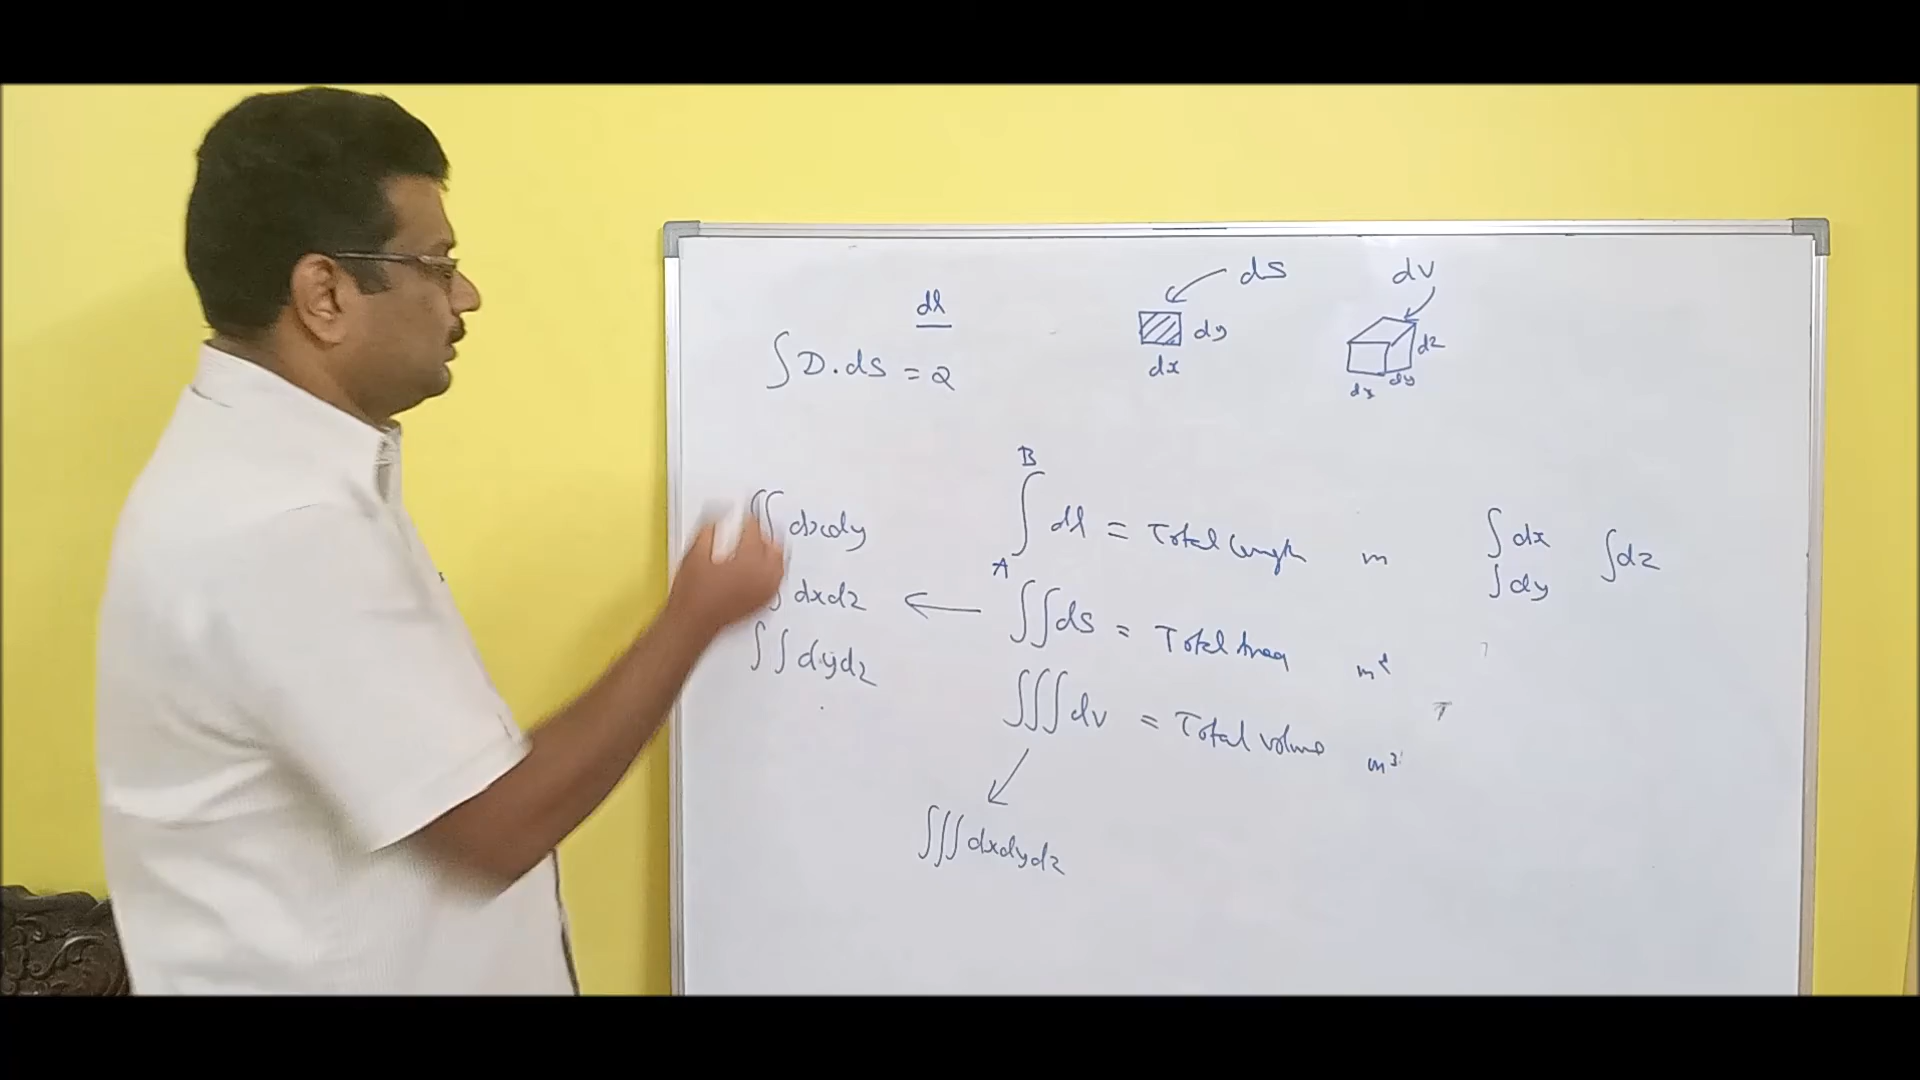 dl
∫ D . ds = Q
ds
dy
dx
dv
dz
dx dy
∬ dxdy
dxdz
∫∫ dydz
B
∫ dl = Total length m
A
∬ ds = Total Area m²
∭ dv = Total volume m³
∭ dxdydz
∫ dx
∫ dy
∫ dz